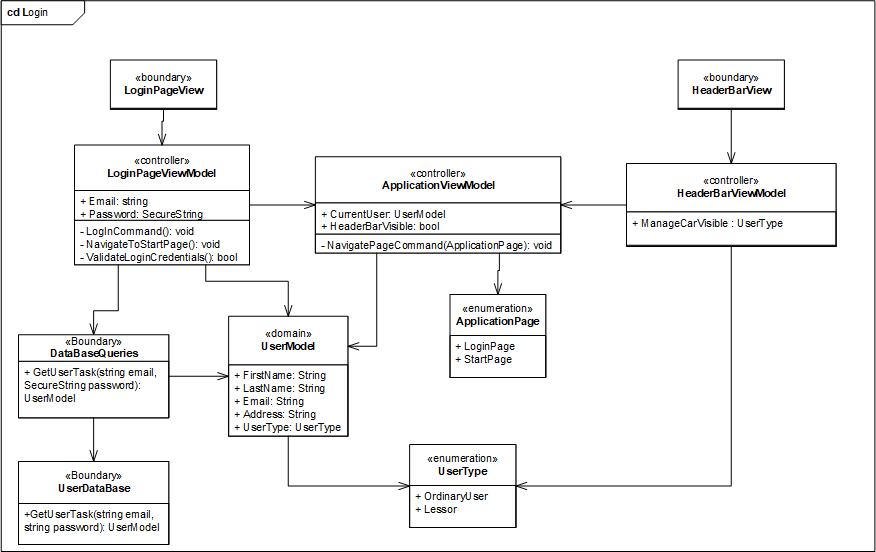 cd Login
«boundary»
LoginPageView
«boundary»
HeaderBarView
«controller»
LoginPageViewModel
+ Email: string
+ Password: SecureString
- LogInCommand(): void
- NavigateToStartPage(): void
- ValidateLoginCredentials(): bool
«controller»
ApplicationViewModel
+ CurrentUser: UserModel
+ HeaderBarVisible: bool
- NavigatePageCommand(ApplicationPage): void
«controller»
HeaderBarViewModel
+ ManageCarVisible : UserType
«enumeration»
ApplicationPage
+ LoginPage
+ StartPage
«Boundary»
DataBaseQueries
+ GetUserTask(string email,
SecureString password):
UserModel
«domain»
UserModel
+ FirstName: String
+ LastName: String
+ Email: String
+ Address: String
+ UserType: UserType
«enumeration»
UserType
+ OrdinaryUser
+ Lessor
«Boundary»
UserDataBase
+GetUserTask(string email,
string password): UserModel